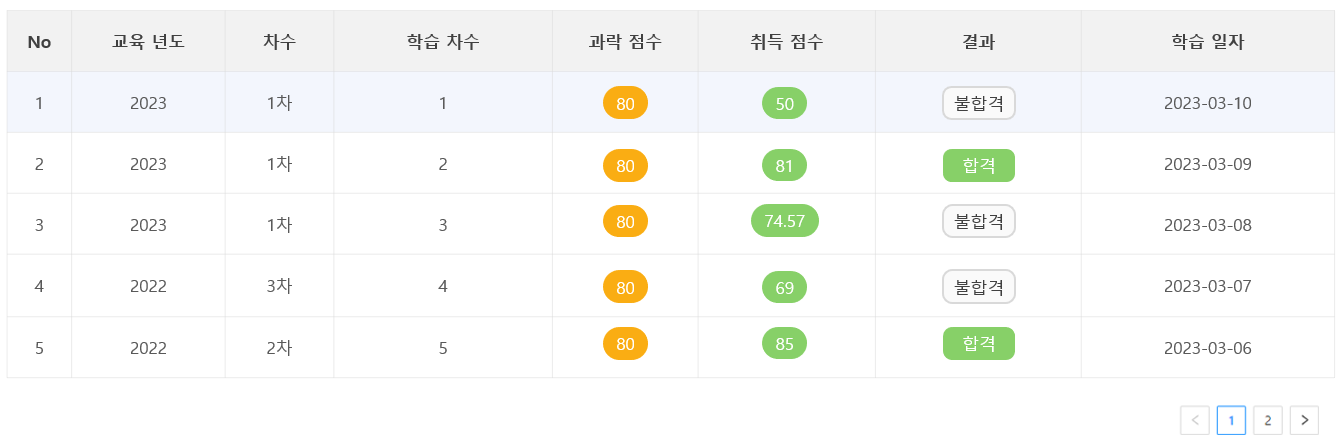 No 교육 년도 차수 학습 차수 과락 점수 취득 점수 결과 학습 일자
1 2023 1차 1 80 50 불합격 2023-03-10
2 2023 1차 2 80 81 합격 2023-03-09
3 2023 1차 3 80 74.57 불합격 2023-03-08
4 2022 3차 4 80 69 불합격 2023-03-07
5 2022 2차 5 80 85 합격 2023-03-06
< 1 2 >